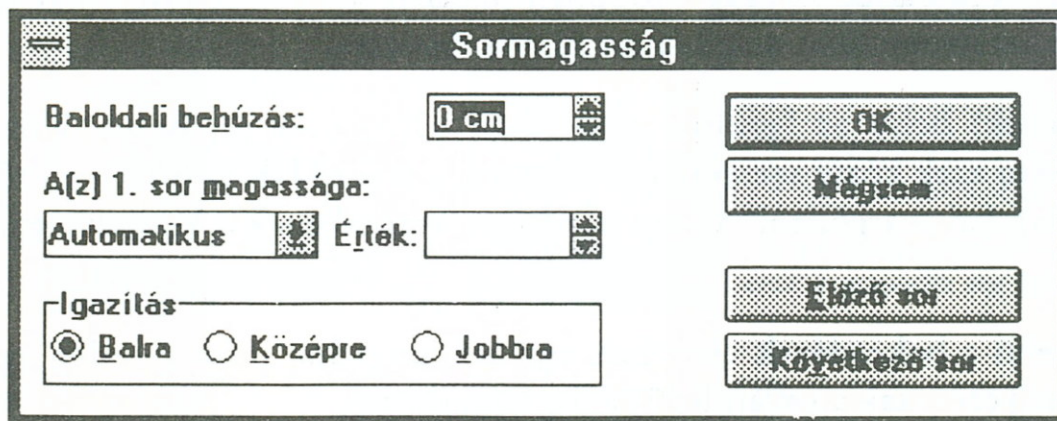 Sormagasság
Baloldali behúzás: 0 cm
OK
A(z) 1. sor magassága:
Mégsem
Automatikus Érték:
Igazítás
Előző sor
Balra Középre Jobbra
Következő sor